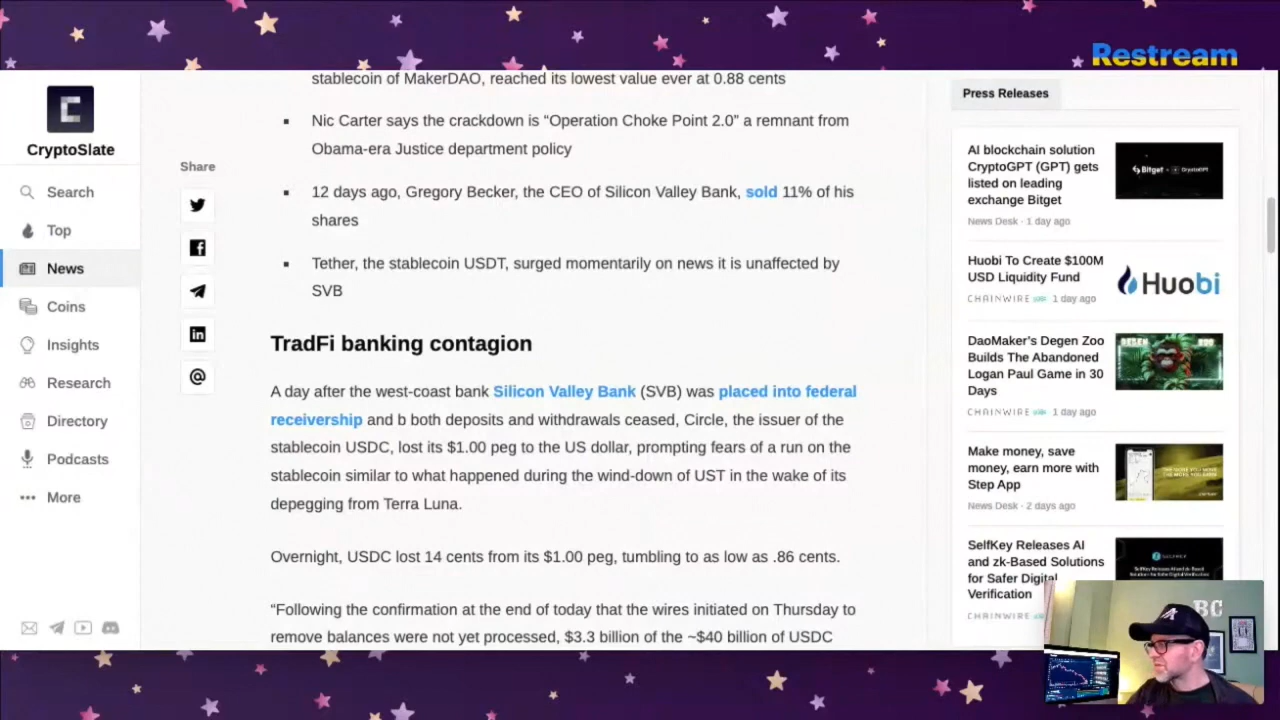 Restream
CryptoSlate
Search
Top
News
Coins
Insights
Research
Directory
Podcasts
More
Share
stablecoin of MakerDAO, reached its lowest value ever at 0.88 cents
Nic Carter says the crackdown is “Operation Choke Point 2.0” a remnant from
Obama-era Justice department policy
12 days ago, Gregory Becker, the CEO of Silicon Valley Bank, sold 11% of his
shares
Tether, the stablecoin USDT, surged momentarily on news it is unaffected by
SVB
TradFi banking contagion
A day after the west-coast bank Silicon Valley Bank (SVB) was placed into federal
receivership and b both deposits and withdrawals ceased, Circle, the issuer of the
stablecoin USDC, lost its $1.00 peg to the US dollar, prompting fears of a run on the
stablecoin similar to what happened during the wind-down of UST in the wake of its
depegging from Terra Luna.
Overnight, USDC lost 14 cents from its $1.00 peg, tumbling to as low as .86 cents.
“Following the confirmation at the end of today that the wires initiated on Thursday to
remove balances were not yet processed, $3.3 billion of the ~$40 billion of USDC
Press Releases
AI blockchain solution
CryptoGPT (GPT) gets
listed on leading
exchange Bitget
News Desk · 1 day ago
Bitget
CryptoGPT
Huobi To Create $100M
USD Liquidity Fund
CHAINWIRE 1 day ago
Huobi
DaoMaker’s Degen Zoo
Builds The Abandoned
Logan Paul Game in 30
Days
CHAINWIRE 1 day ago
DEGEN ZOO
Make money, save
money, earn more with
Step App
News Desk · 2 days ago
SelfKey Releases AI
and zk-Based Solutions
for Safer Digital
Verification
CHAINWIRE
SELFKEY
BC